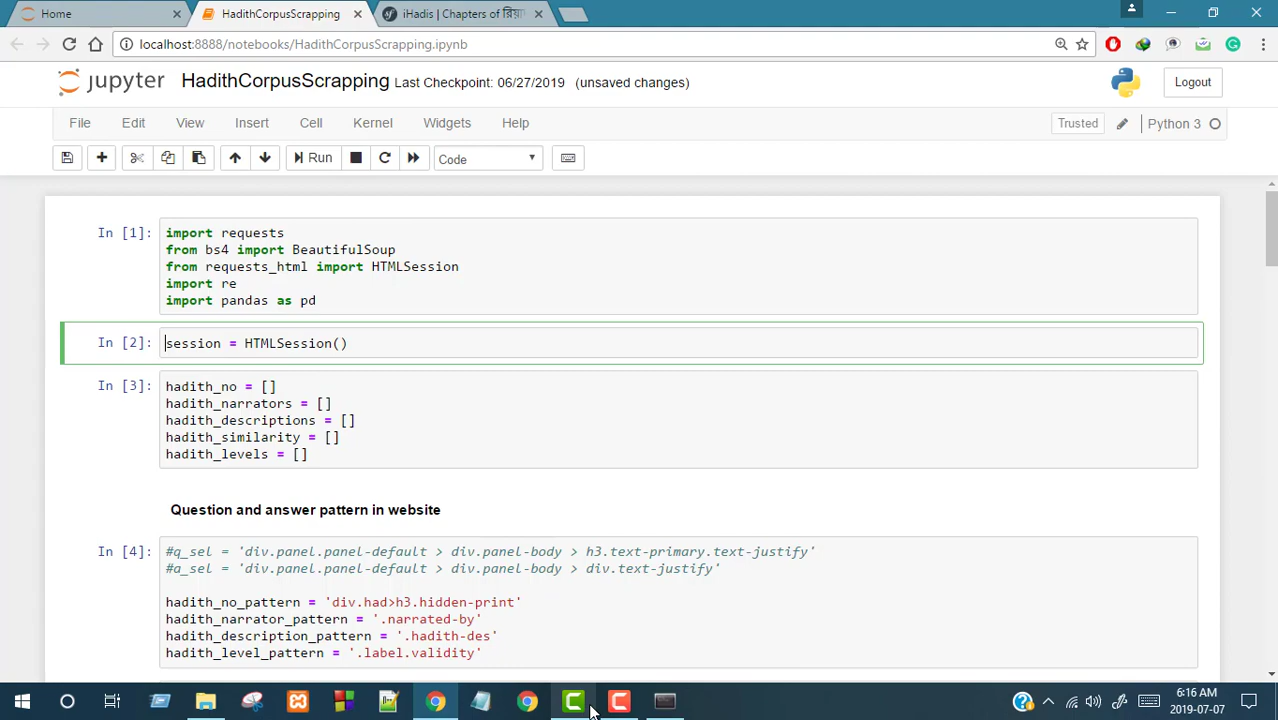 Home
HadithCorpusScrapping
iHadis | Chapters of
localhost:8888/notebooks/HadithCorpusScrapping.ipynb
jupyter HadithCorpusScrapping Last Checkpoint: 06/27/2019 (unsaved changes)
Logout
File Edit View Insert Cell Kernel Widgets Help
Trusted
Python 3
Run
Code
In [1]:
import requests
from bs4 import BeautifulSoup
from requests_html import HTMLSession
import re
import pandas as pd
In [2]:
session = HTMLSession()
In [3]:
hadith_no = []
hadith_narrators = []
hadith_descriptions = []
hadith_similarity = []
hadith_levels = []
Question and answer pattern in website
In [4]:
#q_sel = 'div.panel.panel-default > div.panel-body > h3.text-primary.text-justify'
#a_sel = 'div.panel.panel-default > div.panel-body > div.text-justify'
hadith_no_pattern = 'div.had>h3.hidden-print'
hadith_narrator_pattern = '.narrated-by'
hadith_description_pattern = '.hadith-des'
hadith_level_pattern = '.label.validity'
6:16 AM
2019-07-07